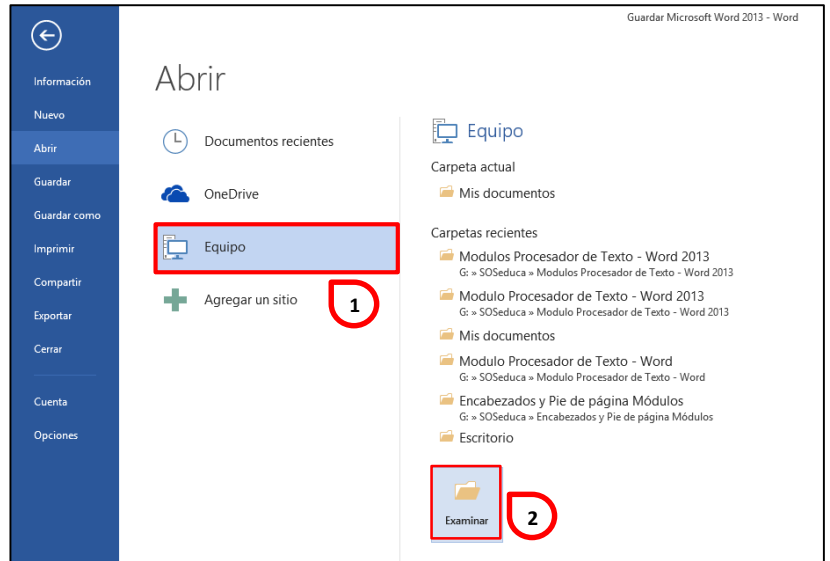 Guardar Microsoft Word 2013 - Word
Información
Nuevo
Abrir
Guardar
Guardar como
Imprimir
Compartir
Exportar
Cerrar
Cuenta
Opciones
Abrir
Documentos recientes
OneDrive
Equipo
Agregar un sitio
1
Equipo
Carpeta actual
Mis documentos
Carpetas recientes
Modulos Procesador de Texto - Word 2013
G: » SOSeduca » Modulos Procesador de Texto - Word 2013
Modulo Procesador de Texto - Word 2013
G: » SOSeduca » Modulo Procesador de Texto - Word 2013
Mis documentos
Modulo Procesador de Texto - Word
G: » SOSeduca » Modulo Procesador de Texto - Word
Encabezados y Pie de página Módulos
G: » SOSeduca » Encabezados y Pie de página Módulos
Escritorio
Examinar
2